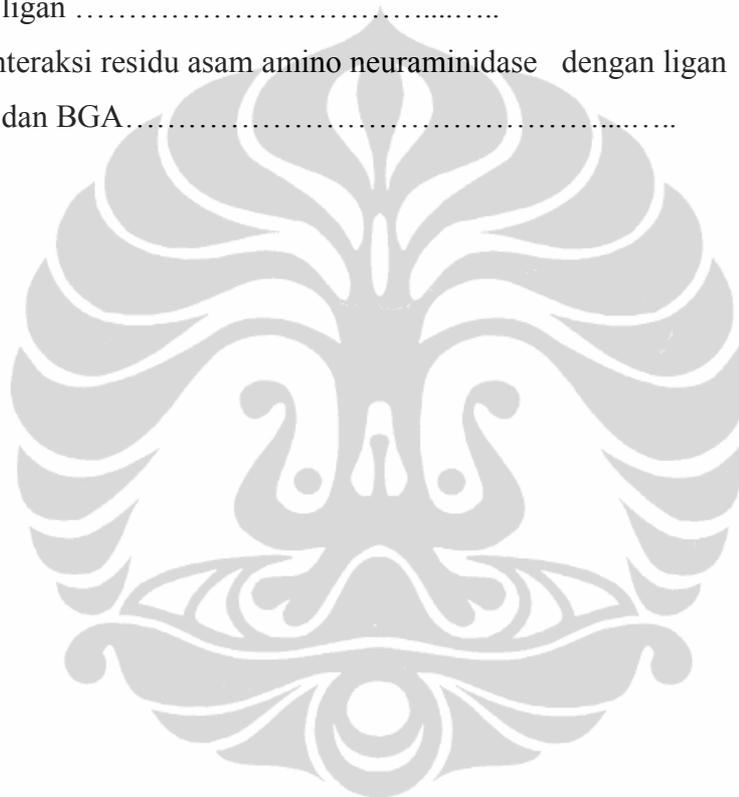 ligan …………………………….....…..
nteraksi residu asam amino neuraminidase dengan ligan
dan BGA……………………………………….....…..